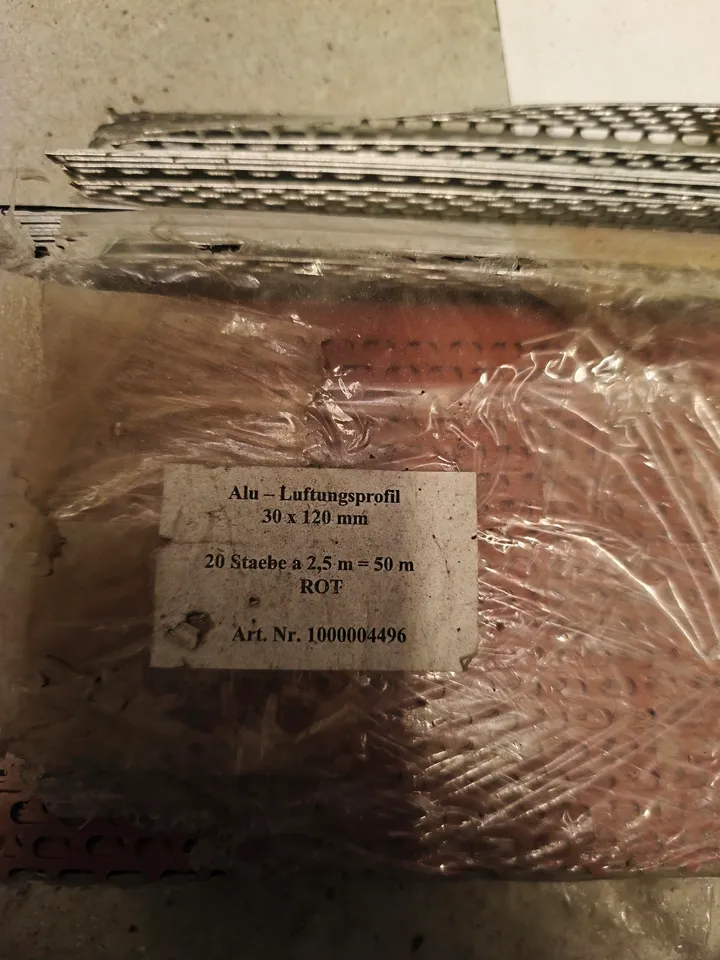 Alu – Luftungsprofil
30 x 120 mm
20 Staebe a 2,5 m = 50 m
ROT
Art. Nr. 1000004496